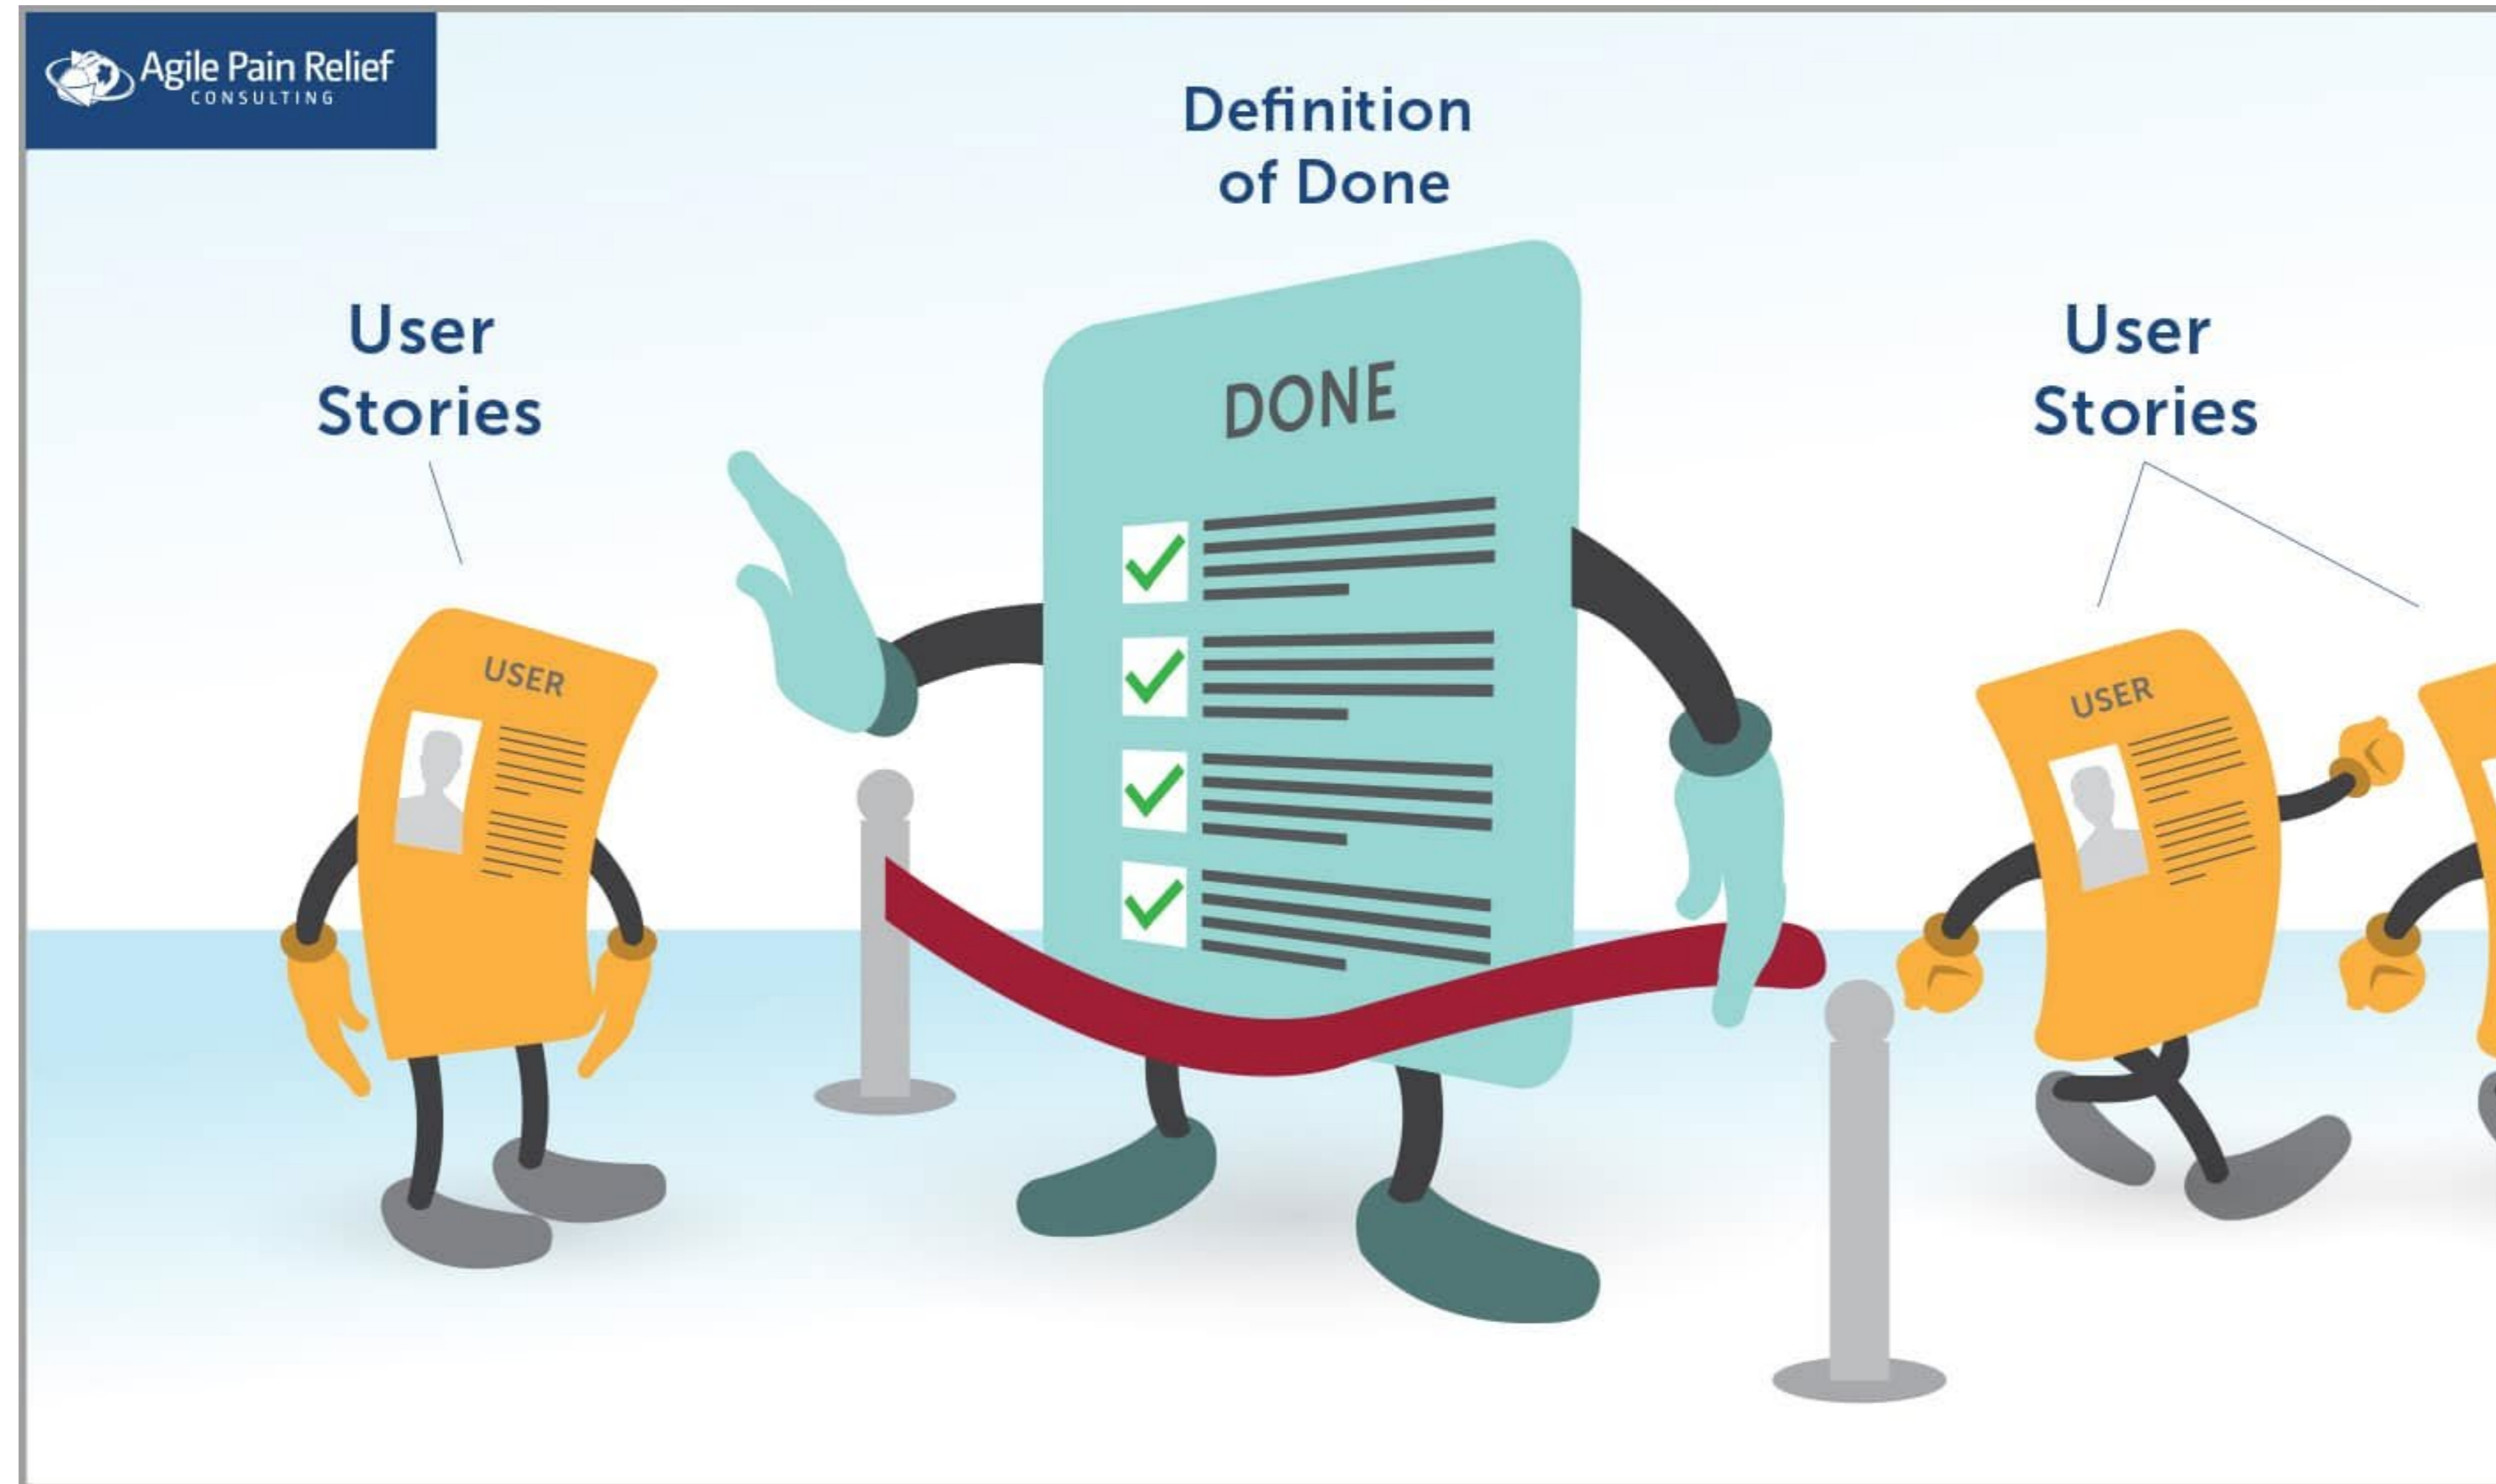 Agile Pain Relief
CONSULTING
Definition
of Done
User
Stories
User
Stories
DONE
USER
USER